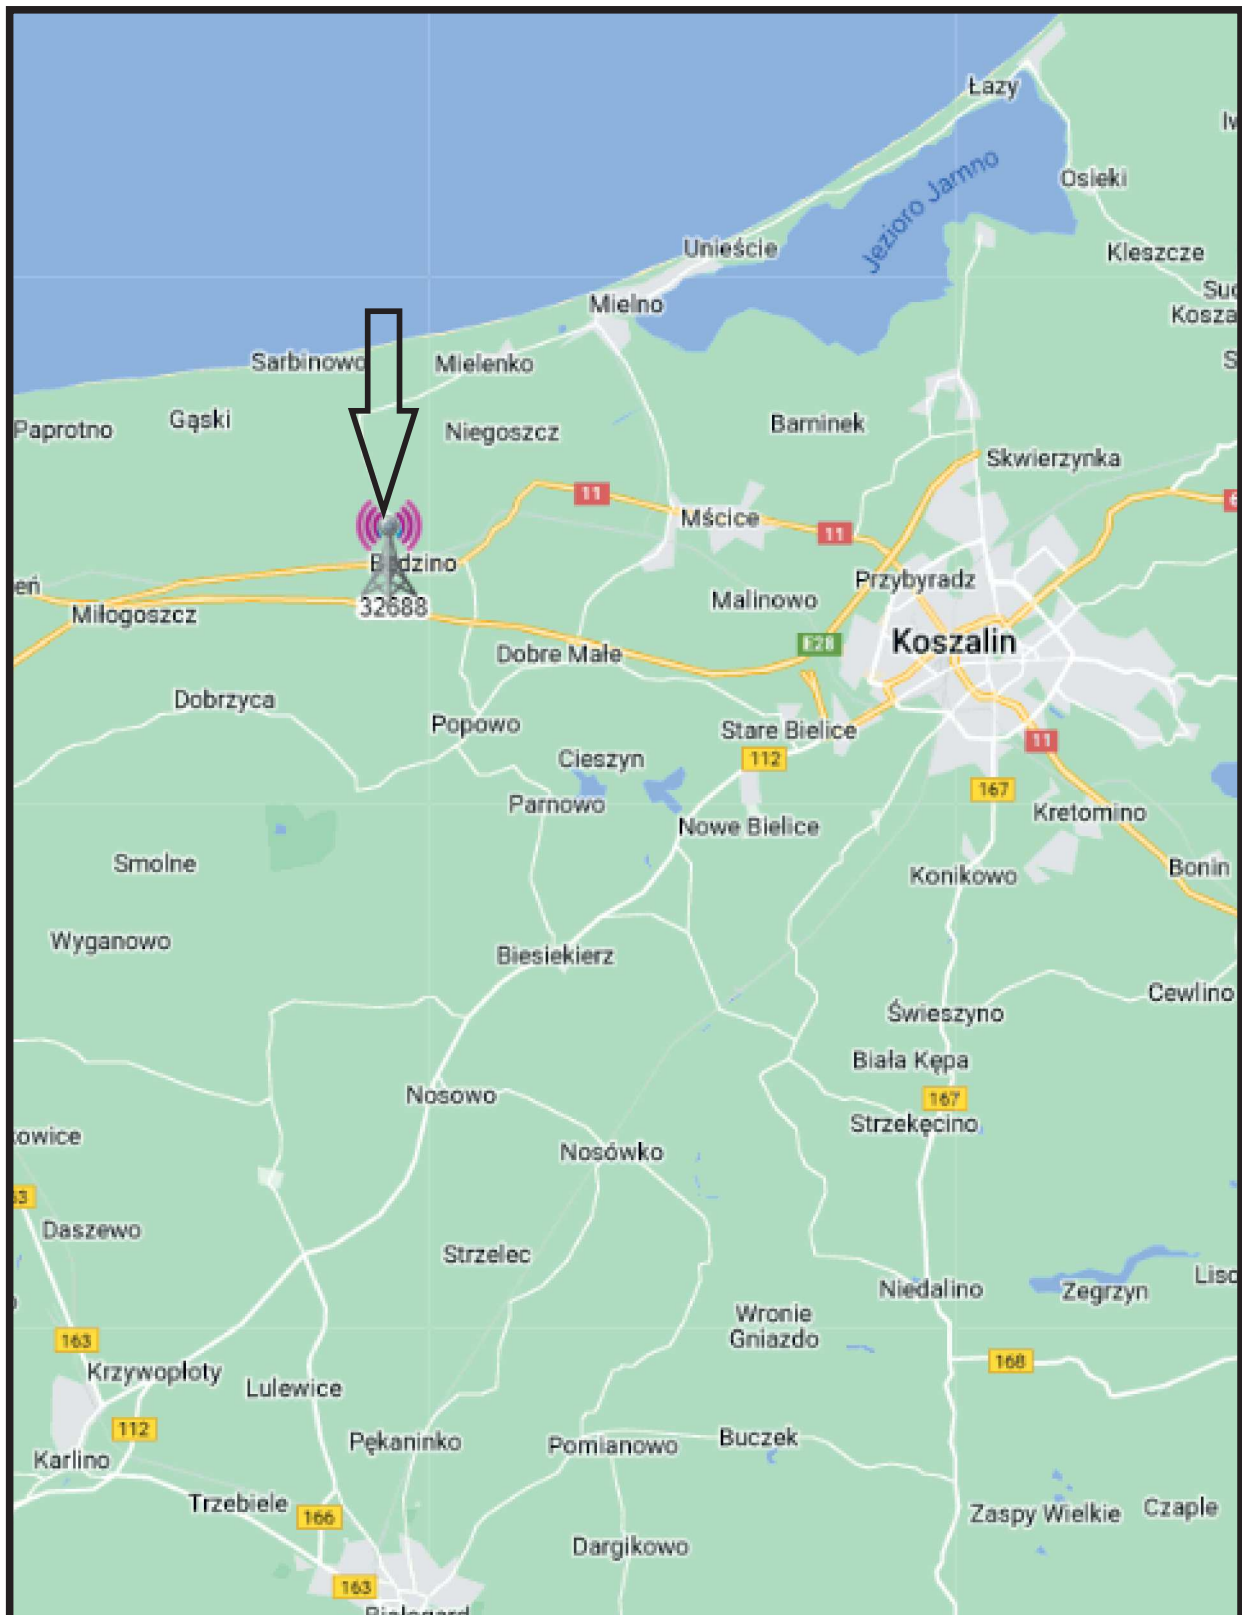 Łazy
Osieki
Jezioro Jamno
Unieście
Kleszcze
Mielno
Sarbinowo
Mielenko
Gąski
Paprotno
Niegoszcz
Barninek
Skwierzynka
11
Mścice
11
Będzino
Przybyradz
32688
Miłogoszcz
Malinowo
E28
Koszalin
Dobre Małe
Dobrzyca
Popowo
Stare Bielice
11
Cieszyn
112
167
Parnowo
Kretomino
Nowe Bielice
Smolne
Bonin
Konikowo
Wyganowo
Biesiekierz
Cewlino
Świeszyno
Biała Kępa
Nosowo
167
Strzekęcino
owice
Nosówko
Daszewo
Strzelec
Niedalino
Zegrzyn
Wronie
Gniazdo
163
168
Krzywopłoty
Lulewice
112
Pękaninko
Pomianowo
Buczek
Karlino
Trzebiele
166
Zaspy Wielkie
Czaple
Dargikowo
163
Białogard